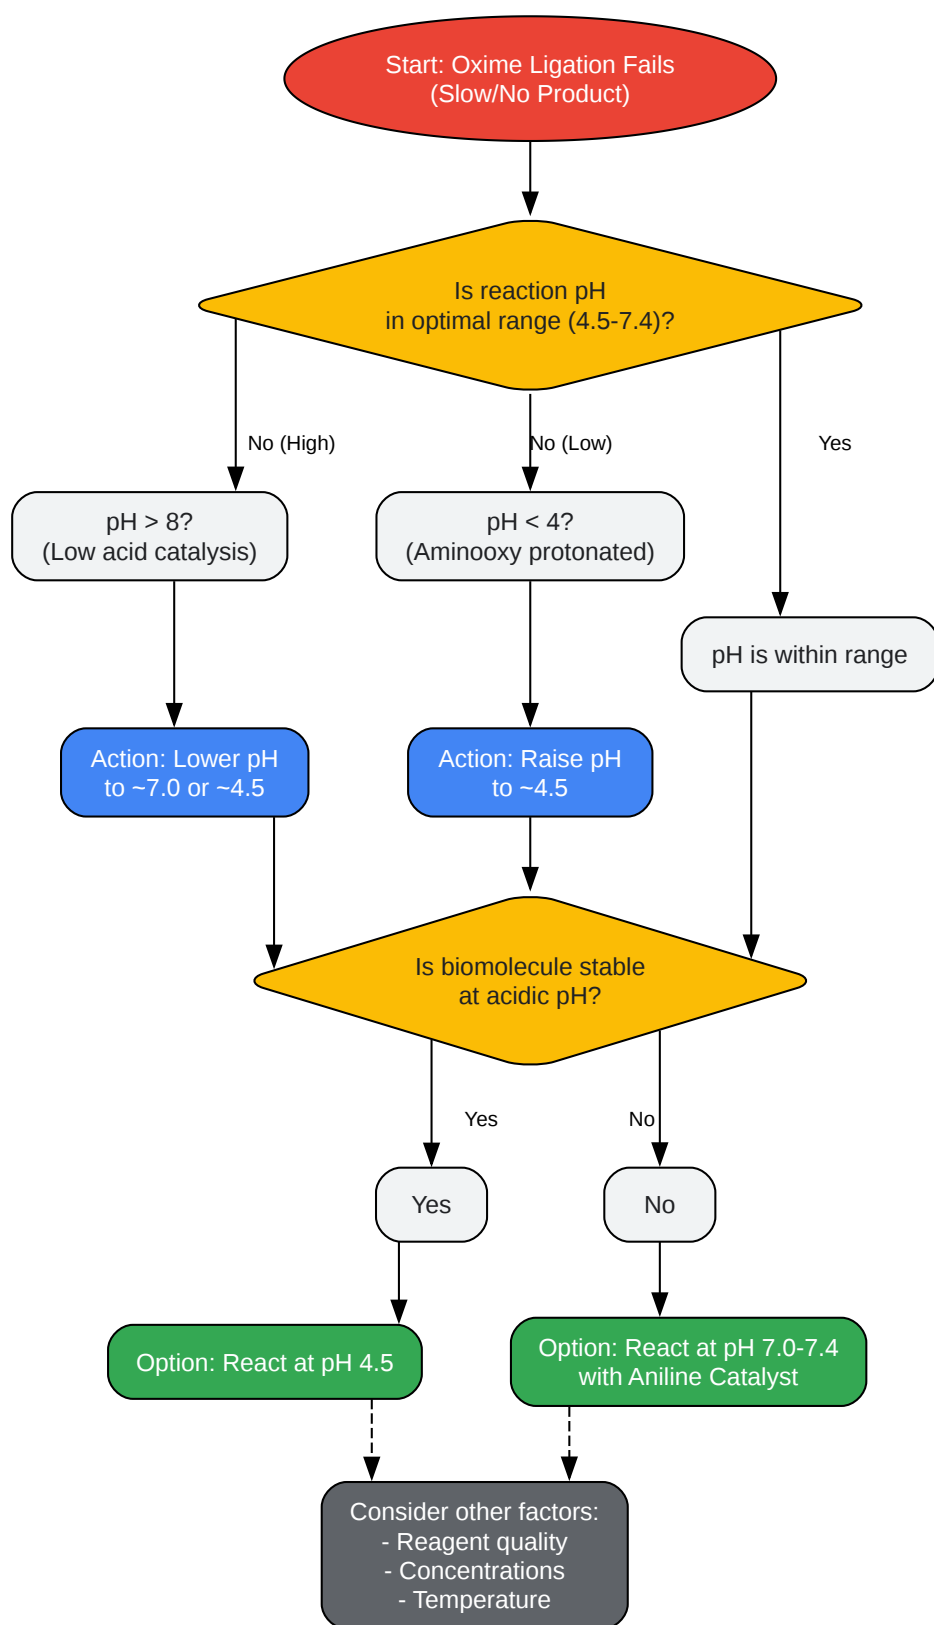 Start: Oxime Ligation Fails
(Slow/No Product)
Is reaction pH
in optimal range (4.5-7.4)?
No (High)
No (Low)
Yes
pH > 8?
(Low acid catalysis)
pH < 4?
(Aminooxy protonated)
pH is within range
Action: Lower pH
to ~7.0 or ~4.5
Action: Raise pH
to ~4.5
Is biomolecule stable
at acidic pH?
Yes
No
Yes
No
Option: React at pH 4.5
Option: React at pH 7.0-7.4
with Aniline Catalyst
Consider other factors:
- Reagent quality
- Concentrations
- Temperature